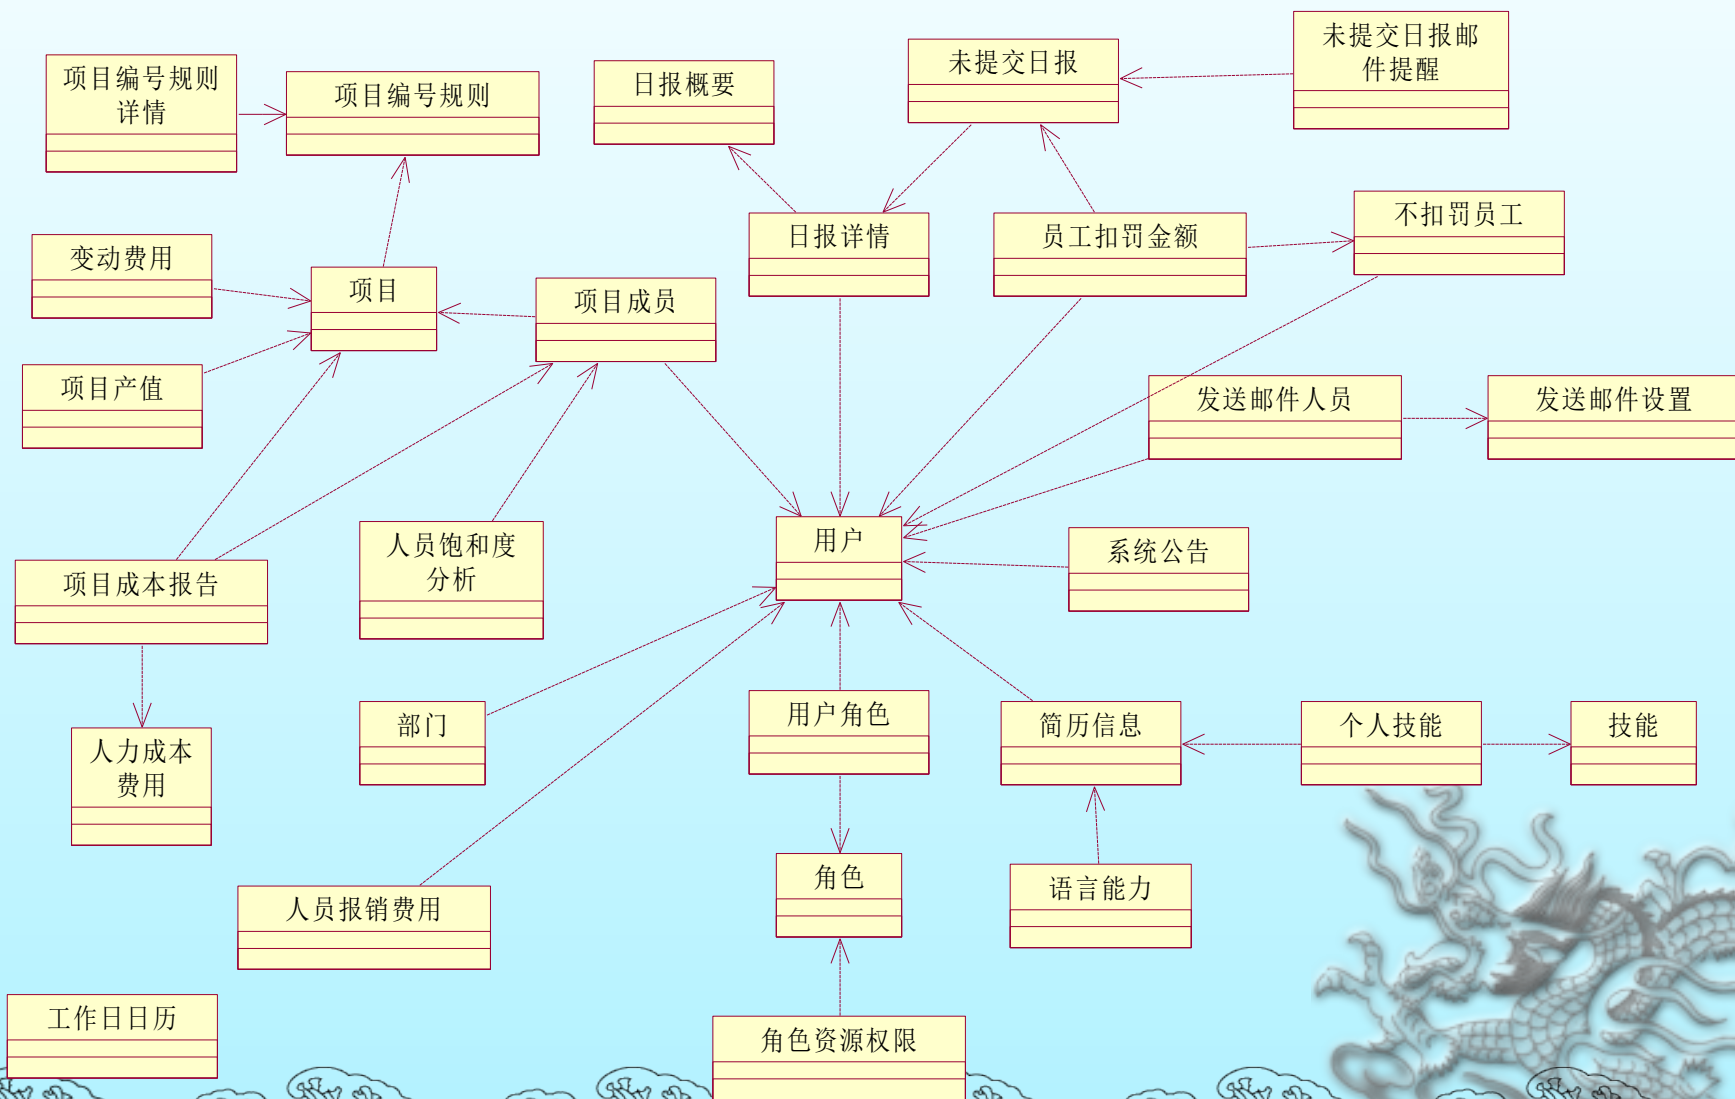 项目编号规则
详情
项目编号规则
日报概要
未提交日报
未提交日报邮
件提醒
变动费用
项目
项目成员
日报详情
员工扣罚金额
不扣罚员工
项目产值
发送邮件人员
发送邮件设置
项目成本报告
人员饱和度
分析
用户
系统公告
人力成本
费用
部门
用户角色
简历信息
个人技能
技能
人员报销费用
角色
语言能力
工作日日历
角色资源权限